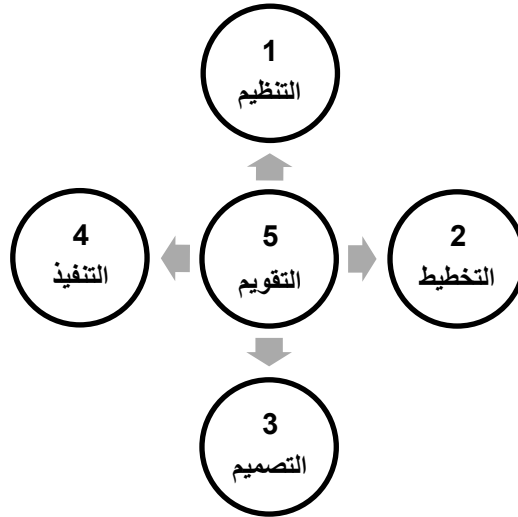 1
التنظيم
4
التنفيذ
5
التقويم
2
التخطيط
3
التصميم